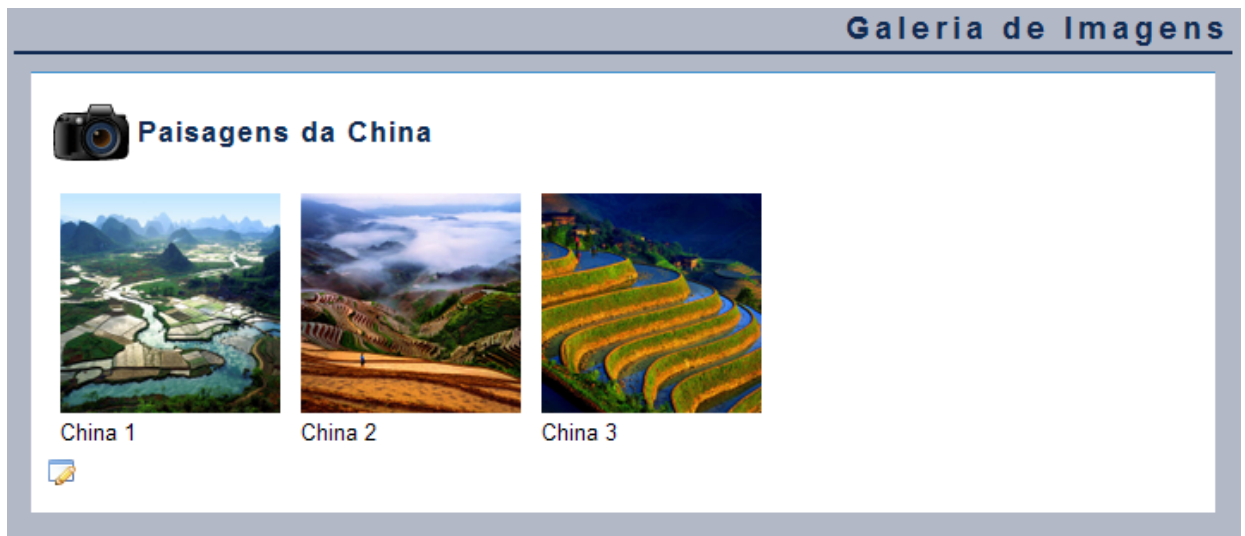 Galeria de Imagens
Paisagens da China
China 1
China 2
China 3